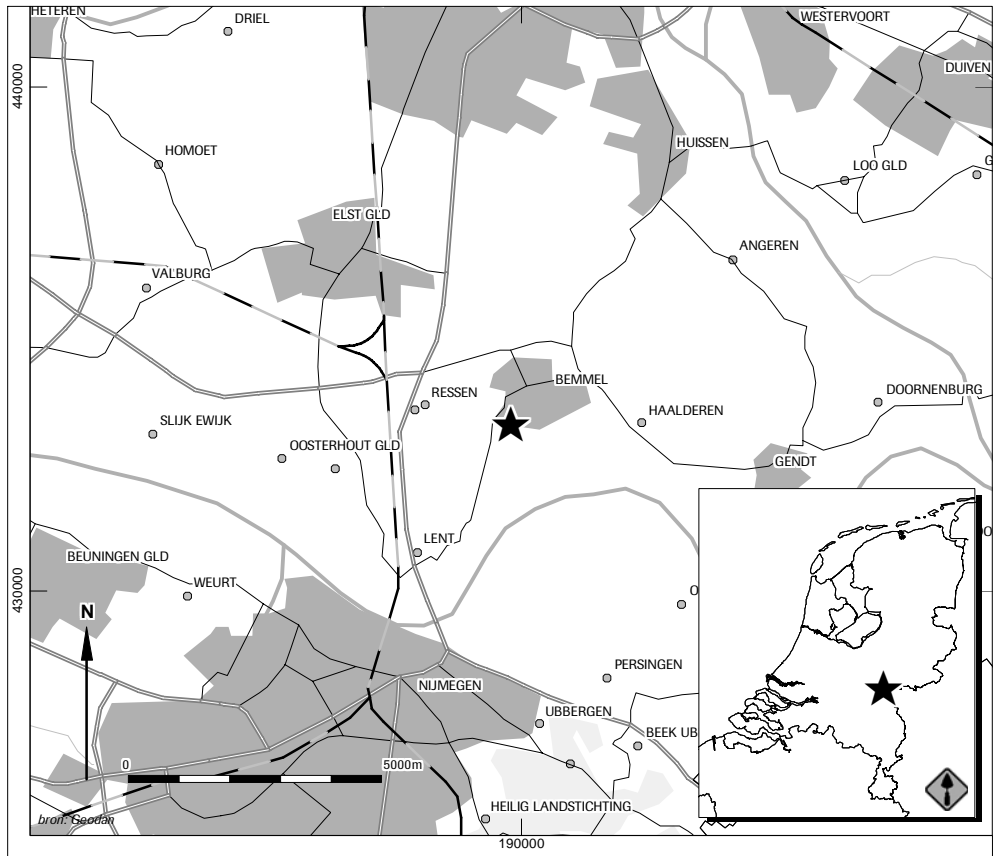 HETEREN
DRIEL
WESTERVOORT
DUIVEN
440000
HOMOET
HUISSEN
LOO GLD
G
ELST GLD
ANGEREN
VALBURG
BEMMEL
RESSEN
DOORNENBURG
HAALDEREN
SLIJK EWIJK
OOSTERHOUT GLD
GENDT
LENT
BEUNINGEN GLD
WEURT
430000
O
N
PERSINGEN
NIJMEGEN
UBBERGEN
BEEK UB
0
5000m
HEILIG LANDSTICHTING
bron: Geodan
190000